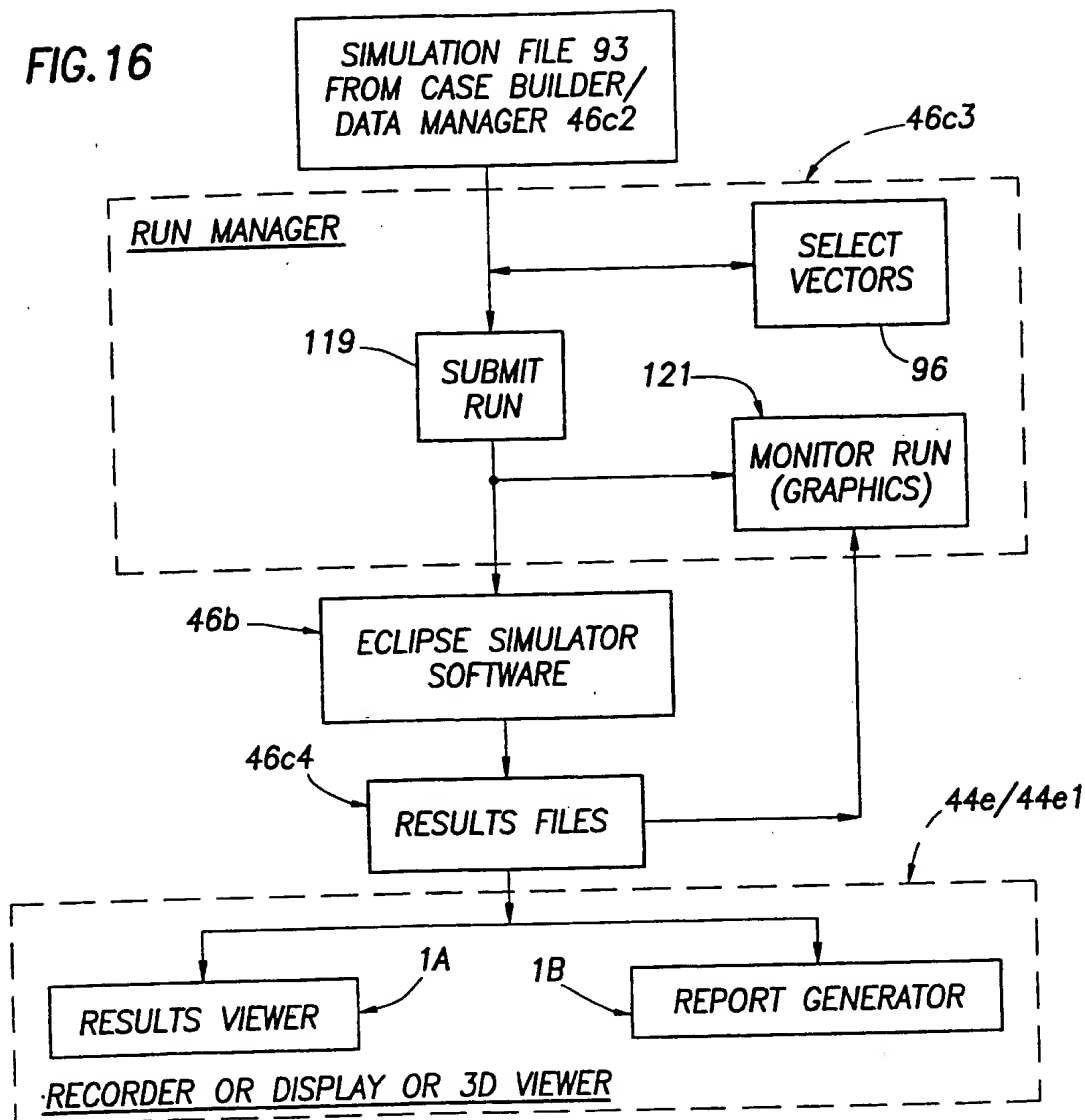 FIG.16
SIMULATION FILE 93
FROM CASE BUILDER/
DATA MANAGER 46c2
46c3
RUN MANAGER
SELECT
VECTORS
96
119
SUBMIT
RUN
121
MONITOR RUN
(GRAPHICS)
46b
ECLIPSE SIMULATOR
SOFTWARE
46c4
RESULTS FILES
44e/44e1
1A
RESULTS VIEWER
1B
REPORT GENERATOR
RECORDER OR DISPLAY OR 3D VIEWER